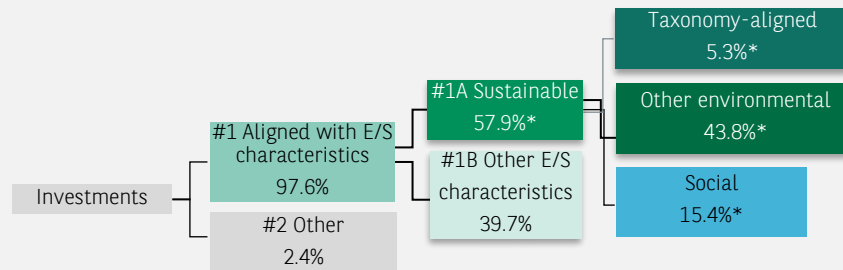 Investments
#1 Aligned with E/S
characteristics
97.6%
#2 Other
2.4%
#1A Sustainable
57.9%*
#1B Other E/S
characteristics
39.7%
Taxonomy-aligned
5.3%*
Other environmental
43.8%*
Social
15.4%*